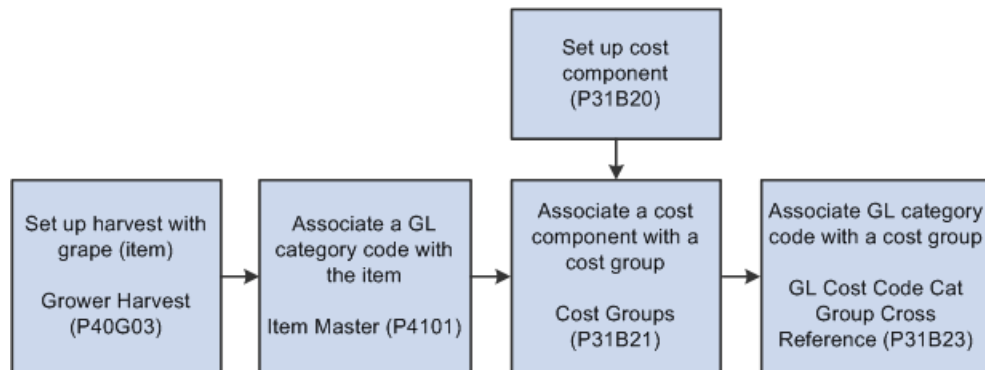 Set up cost
component
(P31B20)
Set up harvest with
grape (item)
Grower Harvest
(P40G03)
Associate a GL
category code with
the item
Item Master (P4101)
Associate a cost
component with a
cost group
Cost Groups
(P31B21)
Associate GL category
code with a cost group
GL Cost Code Cat
Group Cross
Reference (P31B23)